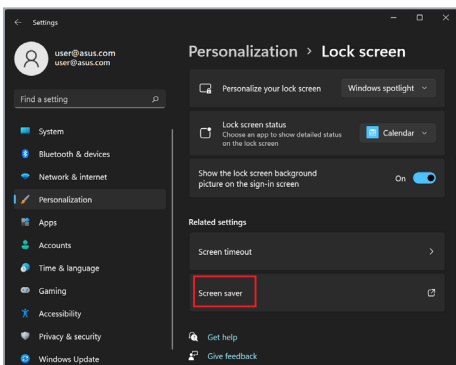 Settings
user@asus.com
user@asus.com
Find a setting
System
Bluetooth & devices
Network & internet
Personalization
Apps
Accounts
Time & language
Gaming
Accessibility
Privacy & security
Windows Update
Personalization > Lock screen
Personalize your lock screen
Windows spotlight
Lock screen status
Choose an app to show detailed status
on the lock screen
Calendar
Show the lock screen background
picture on the sign-in screen
On
Related settings
Screen timeout
Screen saver
Get help
Give feedback